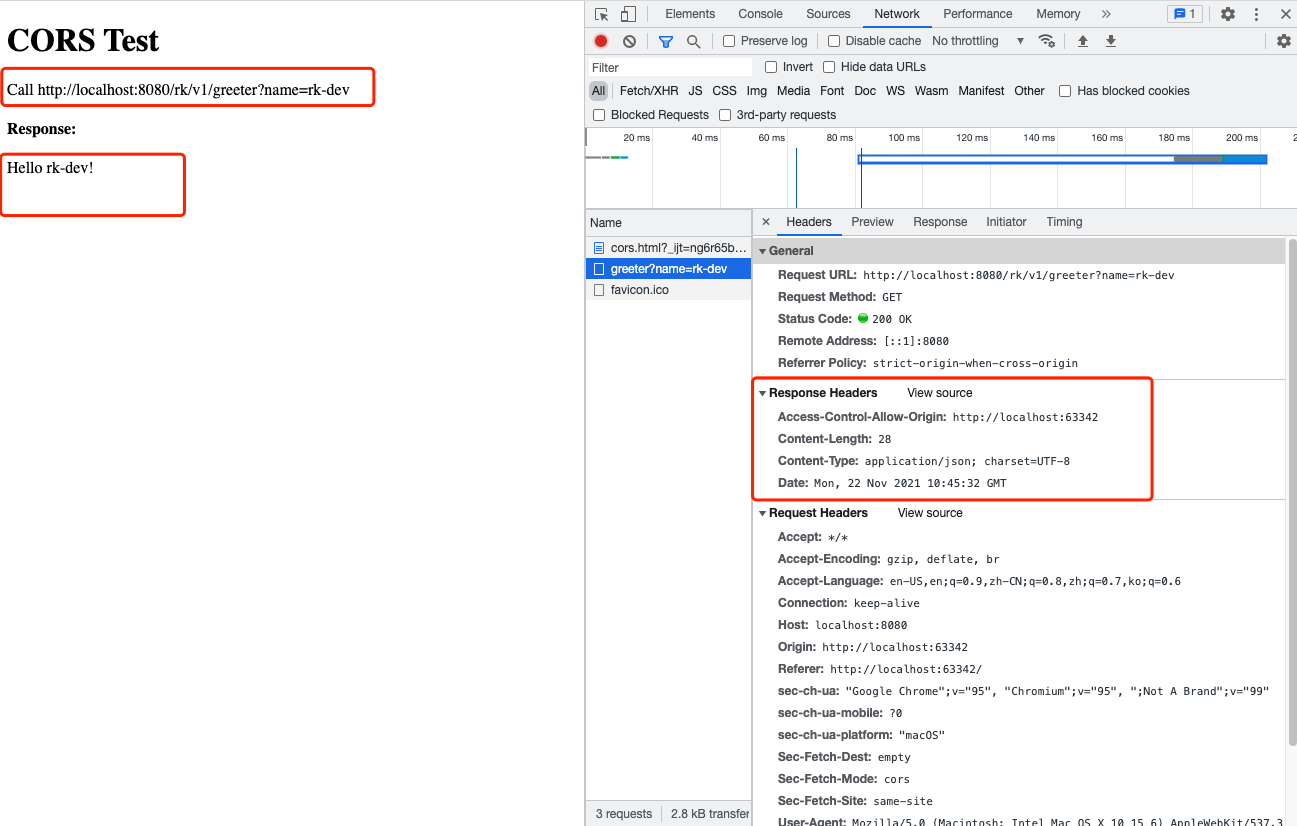 CORS Test
Call http://localhost:8080/rk/v1/greeter?name=rk-dev
Response:
Hello rk-dev!
Elements Console Sources Network Performance Memory » 1
Preserve log Disable cache No throttling
Filter Invert Hide data URLs
All Fetch/XHR JS CSS Img Media Font Doc WS Wasm Manifest Other Has blocked cookies
Blocked Requests 3rd-party requests
20 ms 40 ms 60 ms 80 ms 100 ms 120 ms 140 ms 160 ms 180 ms 200 ms 2
Name
cors.html?_ijt=ng6r65b...
greeter?name=rk-dev
favicon.ico
3 requests 2.8 kB transfer
× Headers Preview Response Initiator Timing
General
Request URL: http://localhost:8080/rk/v1/greeter?name=rk-dev
Request Method: GET
Status Code: 200 OK
Remote Address: [::1]:8080
Referrer Policy: strict-origin-when-cross-origin
Response Headers View source
Access-Control-Allow-Origin: http://localhost:63342
Content-Length: 28
Content-Type: application/json; charset=UTF-8
Date: Mon, 22 Nov 2021 10:45:32 GMT
Request Headers View source
Accept: */*
Accept-Encoding: gzip, deflate, br
Accept-Language: en-US,en;q=0.9,zh-CN;q=0.8,zh;q=0.7,ko;q=0.6
Connection: keep-alive
Host: localhost:8080
Origin: http://localhost:63342
Referer: http://localhost:63342/
sec-ch-ua: "Google Chrome";v="95", "Chromium";v="95", ";Not A Brand";v="99"
sec-ch-ua-mobile: ?0
sec-ch-ua-platform: "macOS"
Sec-Fetch-Dest: empty
Sec-Fetch-Mode: cors
Sec-Fetch-Site: same-site
User-Agent: Mozilla/5.0 (Macintosh; Intel Mac OS X 10_15_6) AppleWebKit/537.3